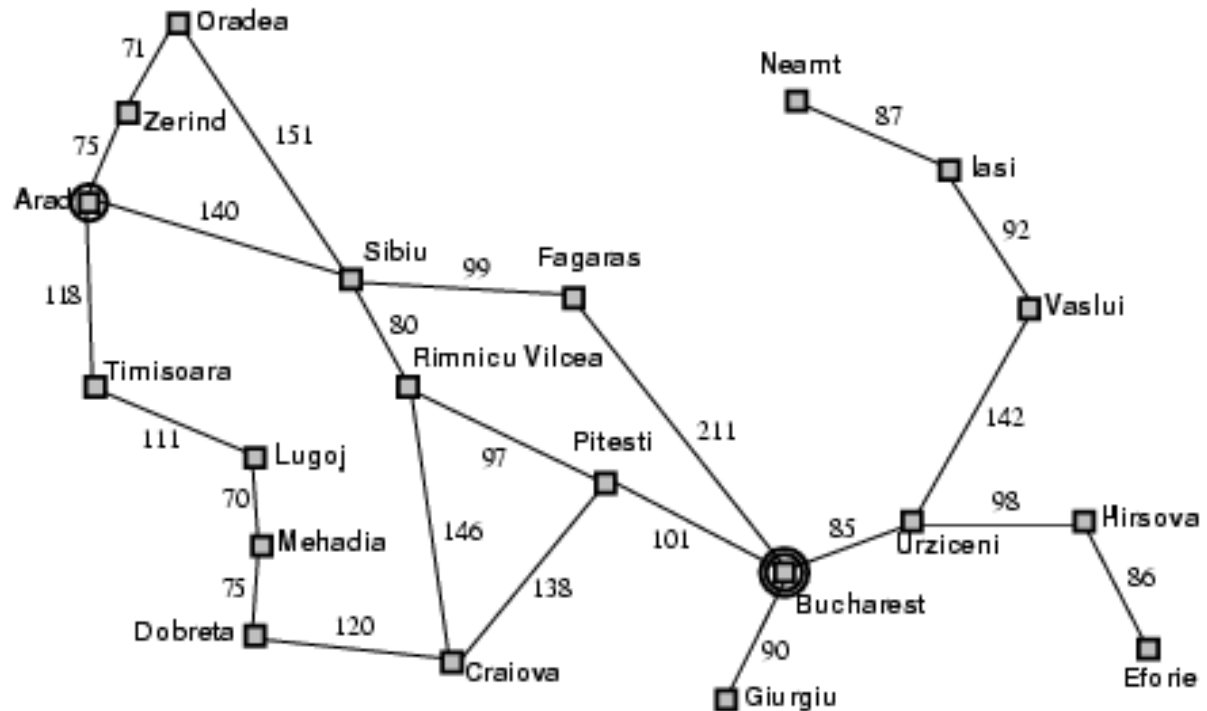 Oradea
71
Neamt
Zerind
87
75
151
Iasi
Arad
140
92
Sibiu
Fagaras
99
118
Vaslui
80
Rimnicu Vilcea
Timisoara
142
211
111
Pitesti
Lugoj
97
70
98
Hirsova
146
101
85
Urziceni
Mehadia
75
138
86
Bucharest
Dobreta
120
90
Craiova
Eforie
Giurgiu